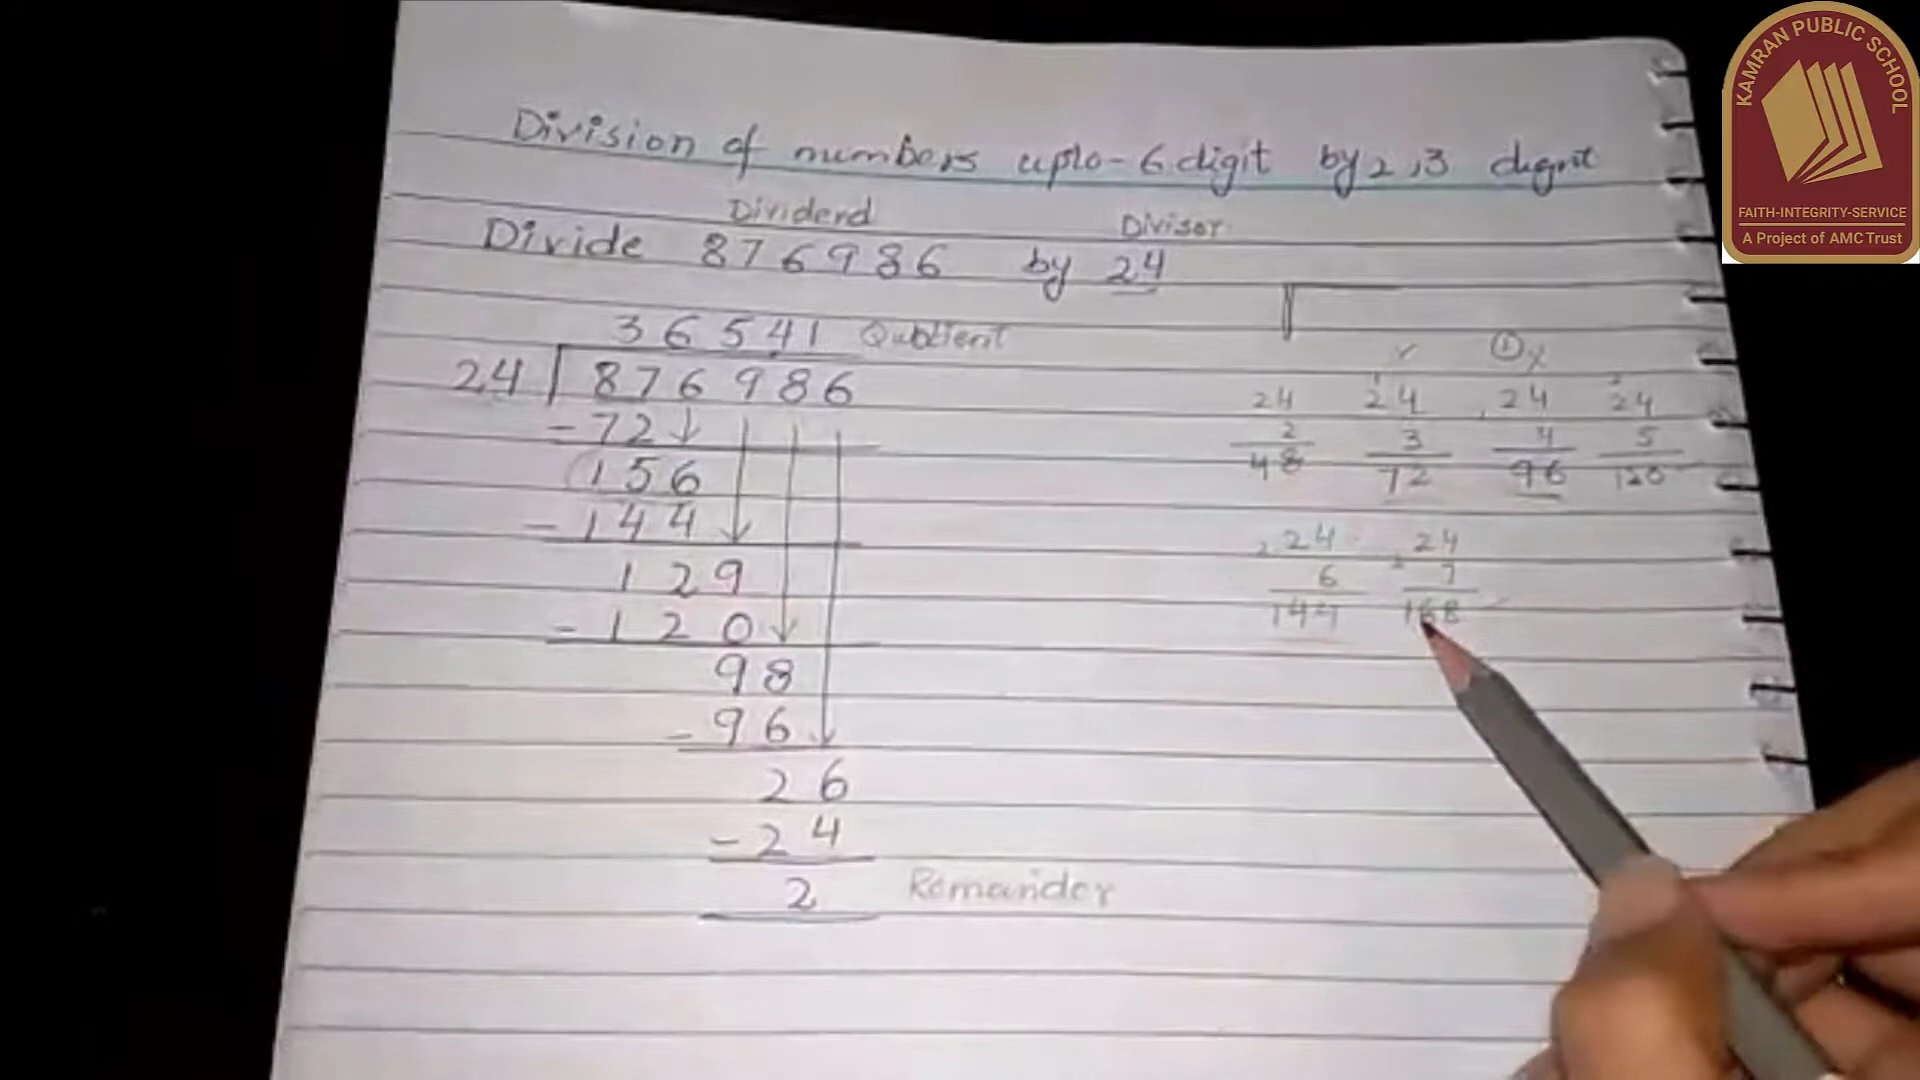 KAMRAN PUBLIC SCHOOL
FAITH-INTEGRITY-SERVICE
A Project of AMC Trust
Division of numbers upto-6 digit by 2,3 digit
Dividend Divisor
Divide 876986 by 24
36541 Quotient
24 876986
-72
156
-144
129
-120
98
-96
26
-24
2 Remainder
✓ ① x
24 24 24 24
2 3 4 5
48 72 96 120
24 24
6 7
144 168